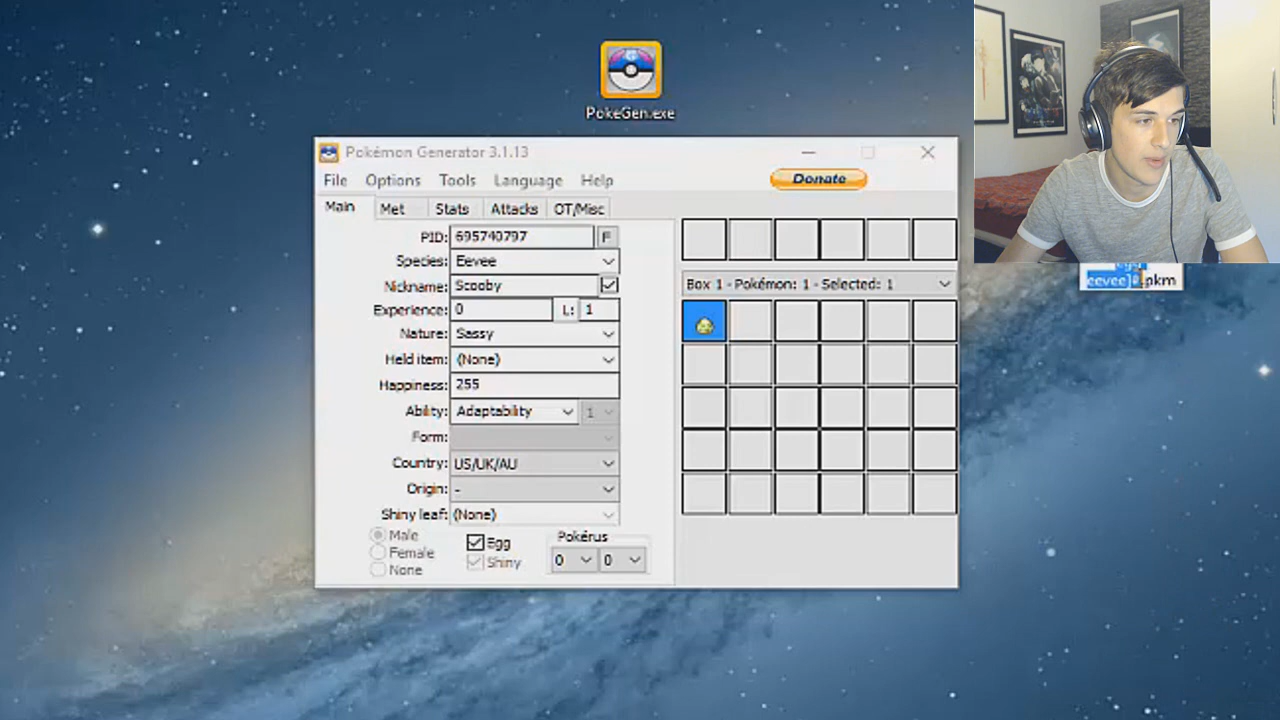 PokeGen.exe
Pokémon Generator 3.1.13
File Options Tools Language Help
Donate
Main Met Stats Attacks OT/Misc
PID: 695740797 F
Species: Eevee
Nickname: Scooby
Experience: 0 L: 1
Nature: Sassy
Held item: (None)
Happiness: 255
Ability: Adaptability 1
Form:
Country: US/UK/AU
Origin: -
Shiny leaf: (None)
Male
Female
None
Egg
Shiny
Pokérus
0 0
Box 1 - Pokémon: 1 - Selected: 1
.pkm